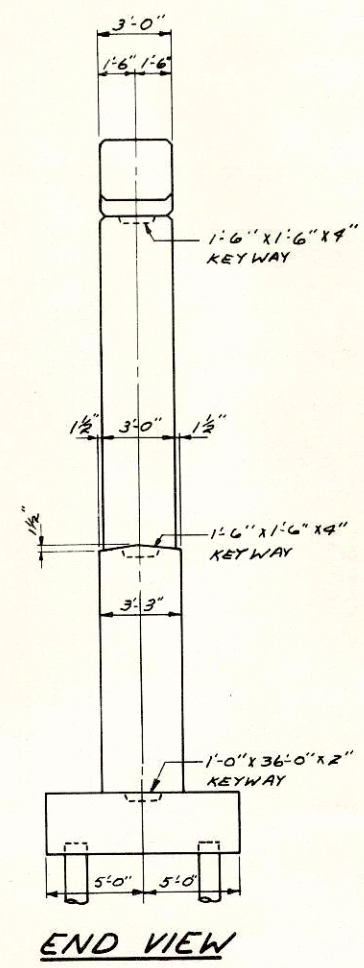 3'-0"
1'-6" 1'-6"
1'-6" x 1'-6" x 4"
KEYWAY
1½" 3'-0" 1½"
1½"
1'-6" x 1'-6" x 4"
KEYWAY
3'-3"
1'-0" x 36'-0" x 2"
KEYWAY
5'-0" 5'-0"
END VIEW